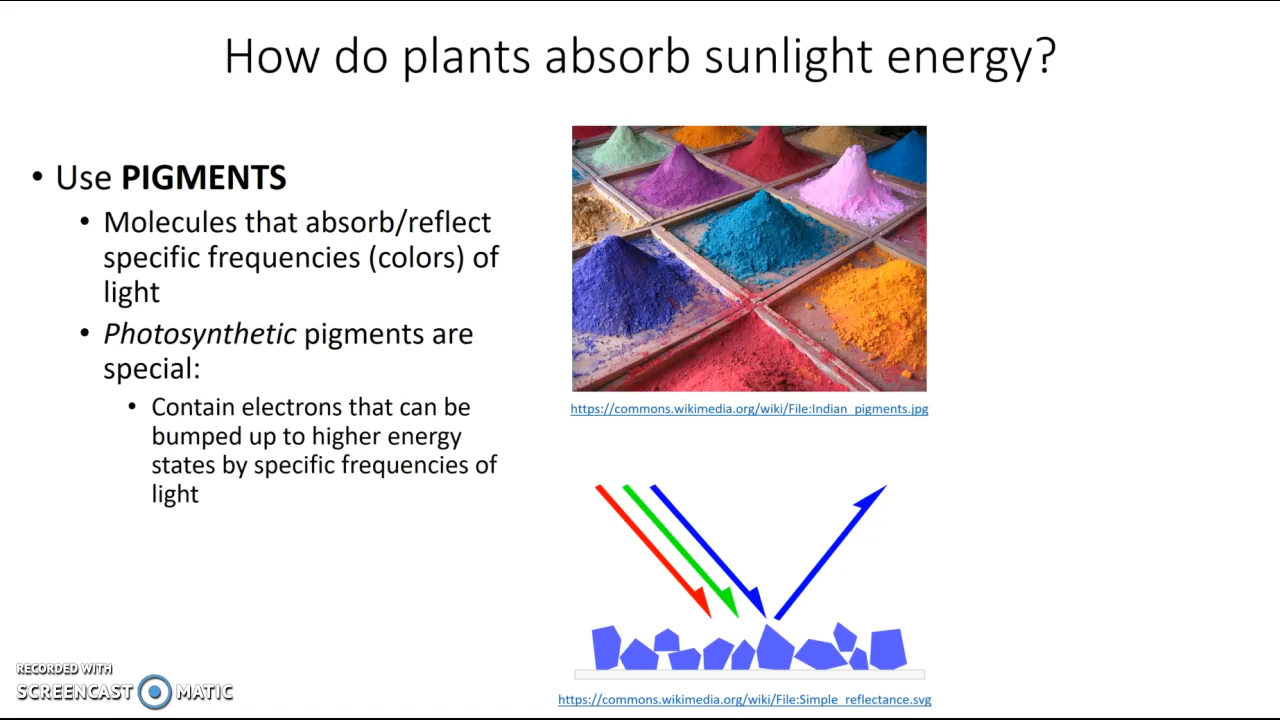 How do plants absorb sunlight energy?
• Use PIGMENTS
• Molecules that absorb/reflect
specific frequencies (colors) of
light
• Photosynthetic pigments are
special:
• Contain electrons that can be
bumped up to higher energy
states by specific frequencies of
light
https://commons.wikimedia.org/wiki/File:Indian_pigments.jpg
https://commons.wikimedia.org/wiki/File:Simple_reflectance.svg
RECORDED WITH
SCREENCAST MATIC